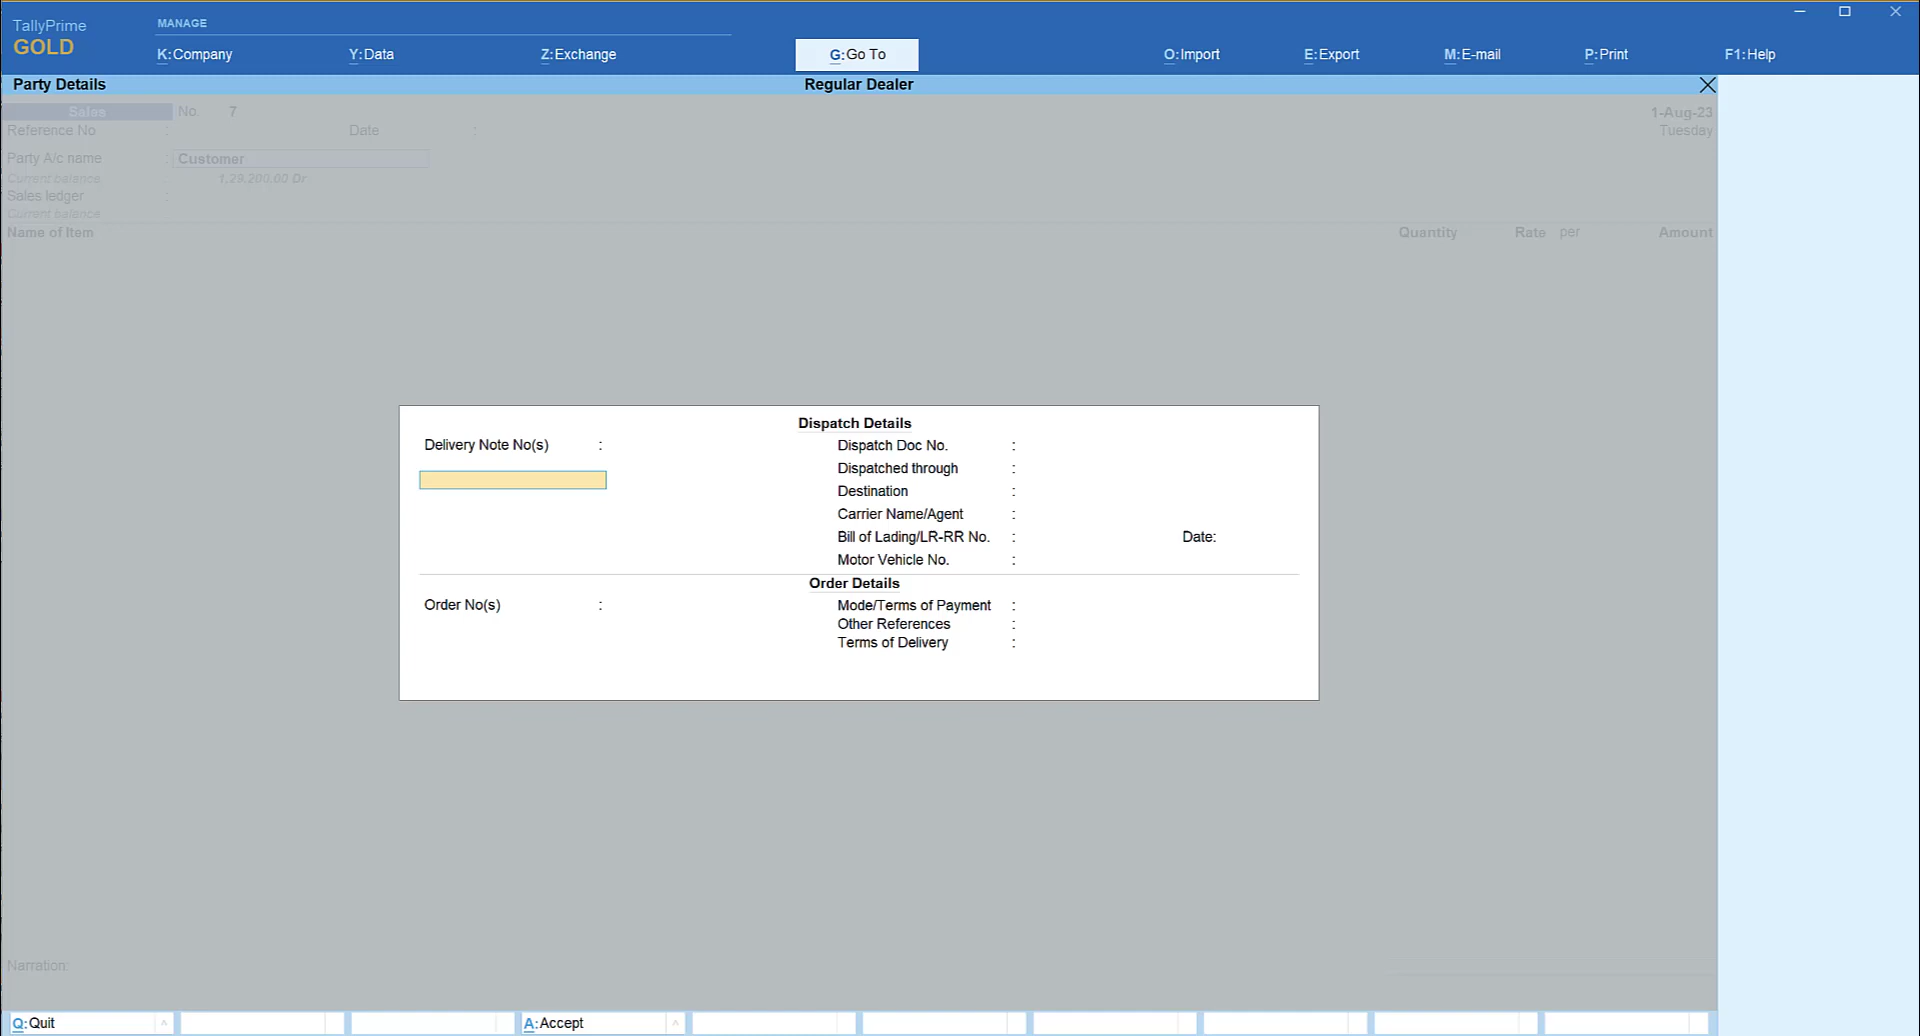 TallyPrime
GOLD
MANAGE
K:Company
Y:Data
Z:Exchange
G:Go To
O:Import
E:Export
M:E-mail
P:Print
F1:Help
Party Details
Regular Dealer
Sales No. 7
1-Aug-23
Reference No : Date :
Tuesday
Party A/c name : Customer
Current balance : 1,29,200.00 Dr
Sales ledger :
Current balance
Name of Item
Quantity Rate per Amount
Dispatch Details
Delivery Note No(s) :
Dispatch Doc No. :
Dispatched through :
Destination :
Carrier Name/Agent :
Bill of Lading/LR-RR No. : Date:
Motor Vehicle No. :
Order Details
Order No(s) :
Mode/Terms of Payment :
Other References :
Terms of Delivery :
Narration:
Q:Quit
A:Accept